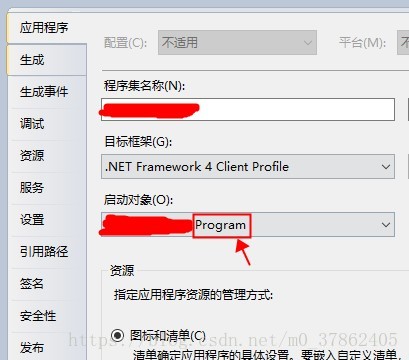 应用程序
生成
生成事件
调试
资源
服务
设置
引用路径
签名
安全性
发布
配置(C):
不适用
平台(M):
程序集名称(N):
目标框架(G):
.NET Framework 4 Client Profile
启动对象(O):
Program
资源
指定应用程序资源的管理方式:
图标和清单(C)
清单确定应用程序的具体设置。要嵌入自定义清单，
https://blog.csdn.net/m0_37862405